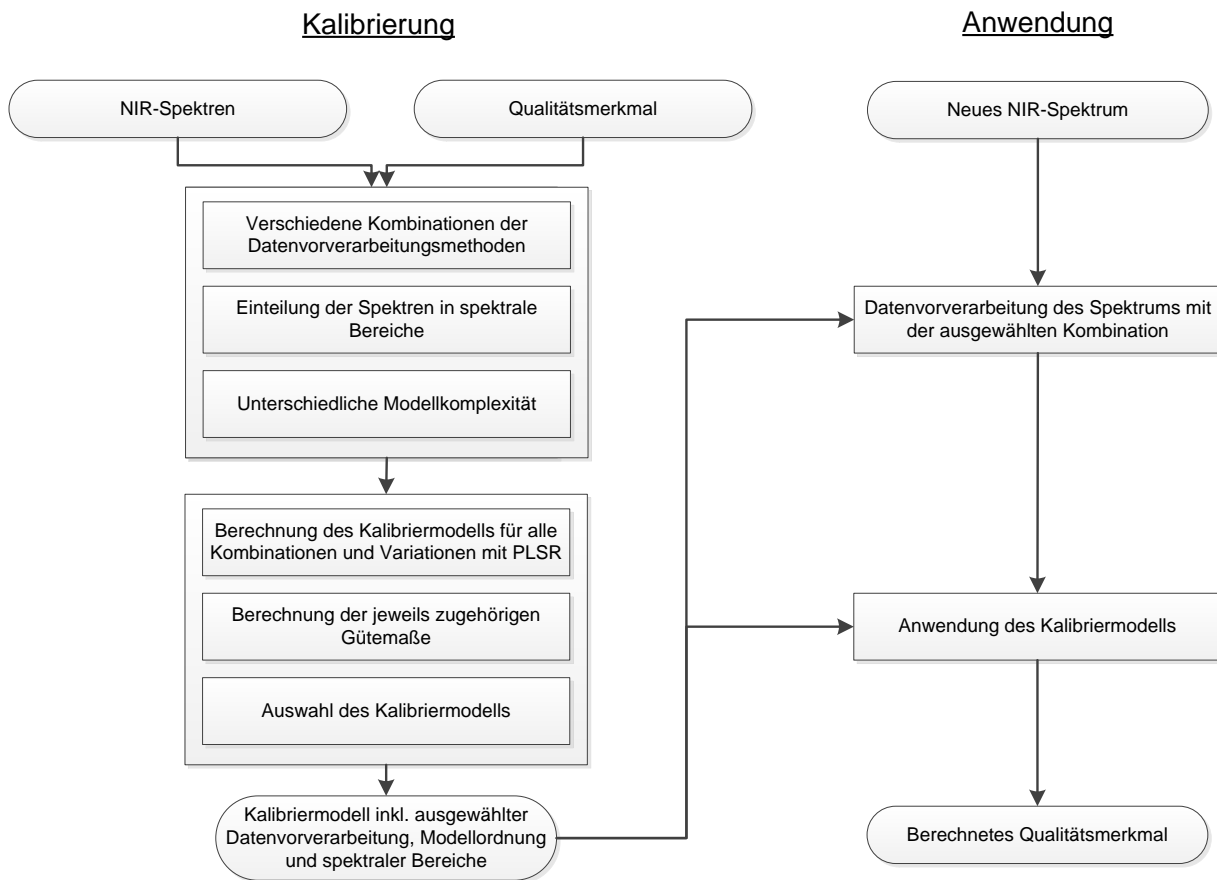 Kalibrierung
NIR-Spektren
Qualitätsmerkmal
Verschiedene Kombinationen der
Datenvorverarbeitungsmethoden
Einteilung der Spektren in spektrale
Bereiche
Unterschiedliche Modellkomplexität
Berechnung des Kalibriermodells für alle
Kombinationen und Variationen mit PLSR
Berechnung der jeweils zugehörigen
Gütemaße
Auswahl des Kalibriermodells
Kalibriermodell inkl. ausgewählter
Datenvorverarbeitung, Modellordnung
und spektraler Bereiche
Anwendung
Neues NIR-Spektrum
Datenvorverarbeitung des Spektrums mit
der ausgewählten Kombination
Anwendung des Kalibriermodells
Berechnetes Qualitätsmerkmal